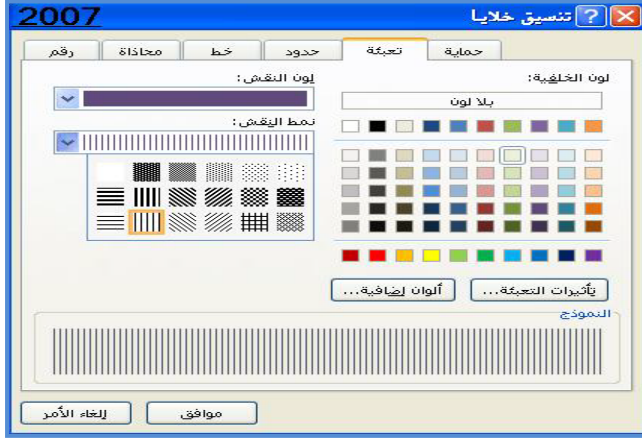 تنسيق خلايا
2007
رقم محاذاة خط حدود تعبئة حماية
لون الخلفية:
بلا لون
لون النقش:
نمط النقش:
تأثيرات التعبئة...
ألوان إضافية...
النموذج
موافق
إلغاء الأمر